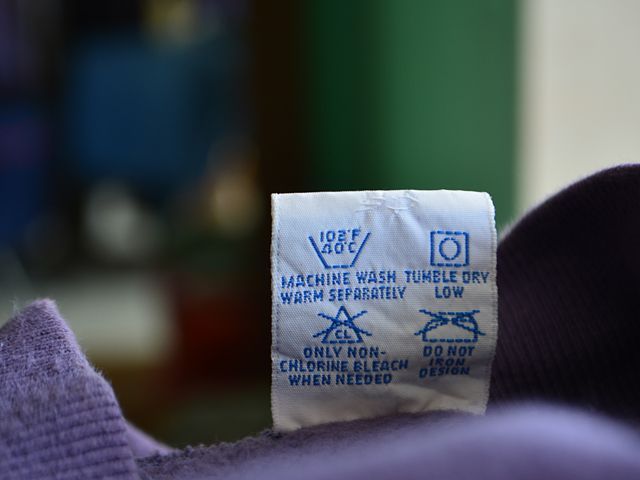 102°F
40°C
MACHINE WASH
WARM SEPARATELY
TUMBLE DRY
LOW
CL
ONLY NON-
CHLORINE BLEACH
WHEN NEEDED
DO NOT
IRON
DESIGN